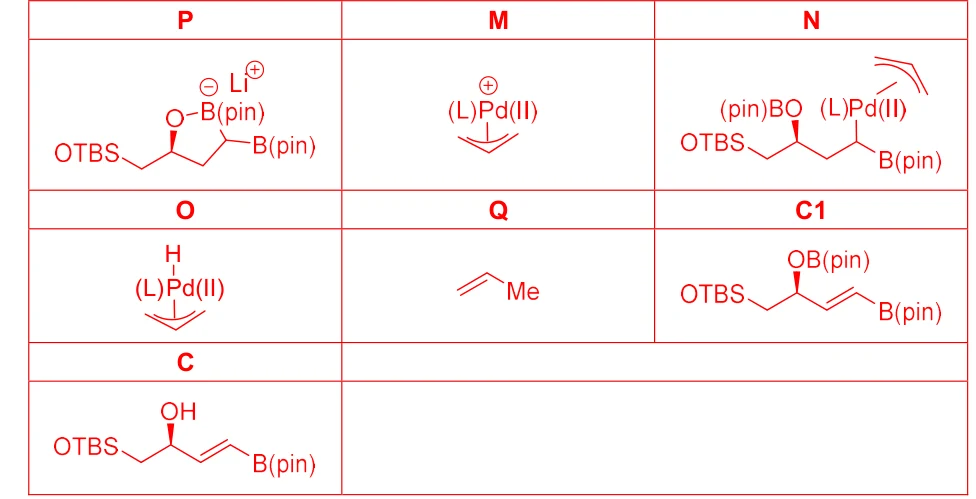 P M N
⊖ Li⊕
O B(pin)
OTBS B(pin)
⊕
(L)Pd(II)
(pin)BO (L)Pd(II)
OTBS B(pin)
O Q C1
H
(L)Pd(II)
Me
OB(pin)
OTBS B(pin)
C
OH
OTBS B(pin)